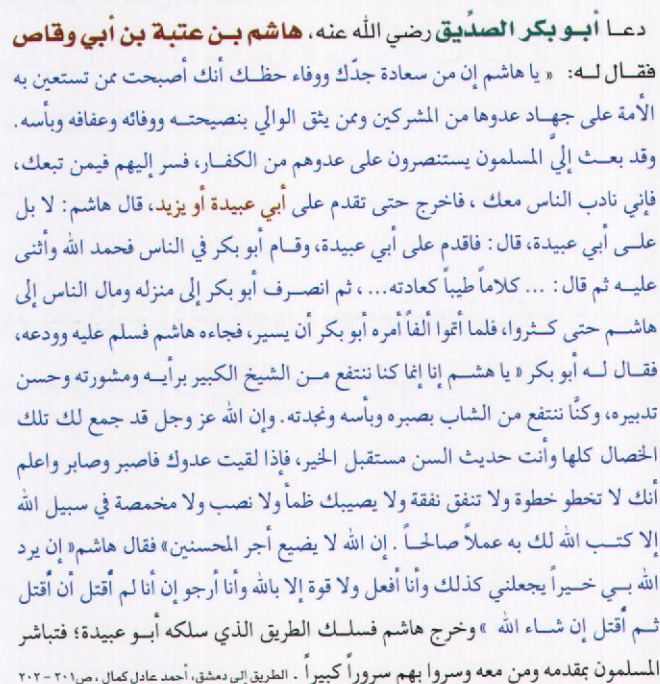 دعا أبو بكر الصدّيق رضي الله عنه، هاشم بن عتبة بن أبي وقاص
فقال له: « يا هاشم إن من سعادة جدّك ووفاء حظك أنك أصبحت ممن تستعين به
الأمة على جهاد عدوها من المشركين وممن يثق الوالي بنصيحته ووفائه وعفافه وبأسه.
وقد بعث إليّ المسلمون يستنصرون على عدوهم من الكفار، فسر إليهم فيمن تبعك،
فإني نادب الناس معك ، فاخرج حتى تقدم على أبي عبيدة أو يزيد، قال هاشم: لا بل
على أبي عبيدة، قال: فاقدم على أبي عبيدة، وقام أبو بكر في الناس فحمد الله وأثنى
عليه ثم قال: ... كلاماً طيباً كعادته... ، ثم انصرف أبو بكر إلى منزله ومال الناس إلى
هاشم حتى كثروا، فلما أتموا ألفاً أمره أبو بكر أن يسير، فجاءه هاشم فسلم عليه وودعه،
فقال له أبو بكر « يا هشم إنا إنما كنا ننتفع من الشيخ الكبير برأيه ومشورته وحسن
تدبيره، وكنَّا ننتفع من الشاب بصبره وبأسه ونجدته. وإن الله عز وجل قد جمع لك تلك
الخصال كلها وأنت حديث السن مستقبل الخير، فإذا لقيت عدوك فاصبر وصابر واعلم
أنك لا تخطو خطوة ولا تنفق نفقة ولا يصيبك ظمأ ولا نصب ولا مخمصة في سبيل الله
إلا كتب الله لك به عملاً صالحاً . إن الله لا يضيع أجر المحسنين» فقال هاشم« إن يرد
الله بي خيراً يجعلني كذلك وأنا أفعل ولا قوة إلا بالله وأنا أرجو إن أنا لم أُقتل أن أُقتل
ثم أُقتل إن شاء الله » وخرج هاشم فسلك الطريق الذي سلكه أبو عبيدة؛ فتباشر
المسلمون بمقدمه ومن معه وسروا بهم سروراً كبيراً . الطريق إلى دمشق، أحمد عادل كمال ، ص٢٠١ - ٢٠٢